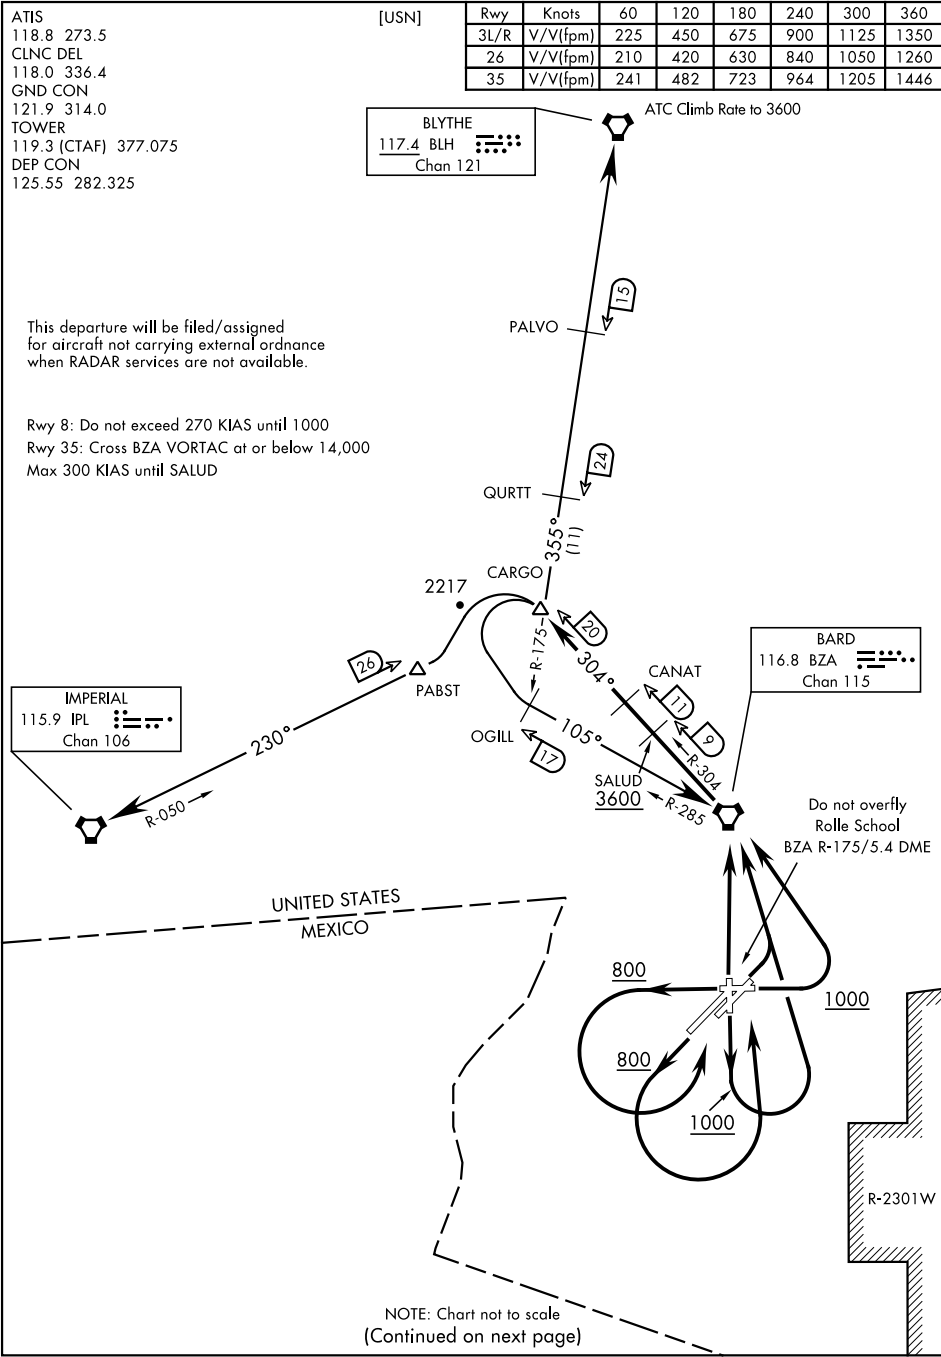 ATIS
118.8 273.5
CLNC DEL
118.0 336.4
GND CON
121.9 314.0
TOWER
119.3 (CTAF) 377.075
DEP CON
125.55 282.325
[USN]
Rwy Knots 60 120 180 240 300 360
3L/R V/V(fpm) 225 450 675 900 1125 1350
26 V/V(fpm) 210 420 630 840 1050 1260
35 V/V(fpm) 241 482 723 964 1205 1446
ATC Climb Rate to 3600
BLYTHE
117.4 BLH
Chan 121
15
PALVO
This departure will be filed/assigned
for aircraft not carrying external ordnance
when RADAR services are not available.
Rwy 8: Do not exceed 270 KIAS until 1000
Rwy 35: Cross BZA VORTAC at or below 14,000
Max 300 KIAS until SALUD
24
QURTT
355°
(11)
CARGO
2217
20
R-175
304°
CANAT
26
PABST
11
9
BARD
116.8 BZA
Chan 115
IMPERIAL
115.9 IPL
Chan 106
230°
R-050
OGILL
105°
17
SALUD
3600
R-304
R-285
Do not overfly
Rolle School
BZA R-175/5.4 DME
UNITED STATES
MEXICO
800
1000
800
1000
R-2301W
NOTE: Chart not to scale
(Continued on next page)